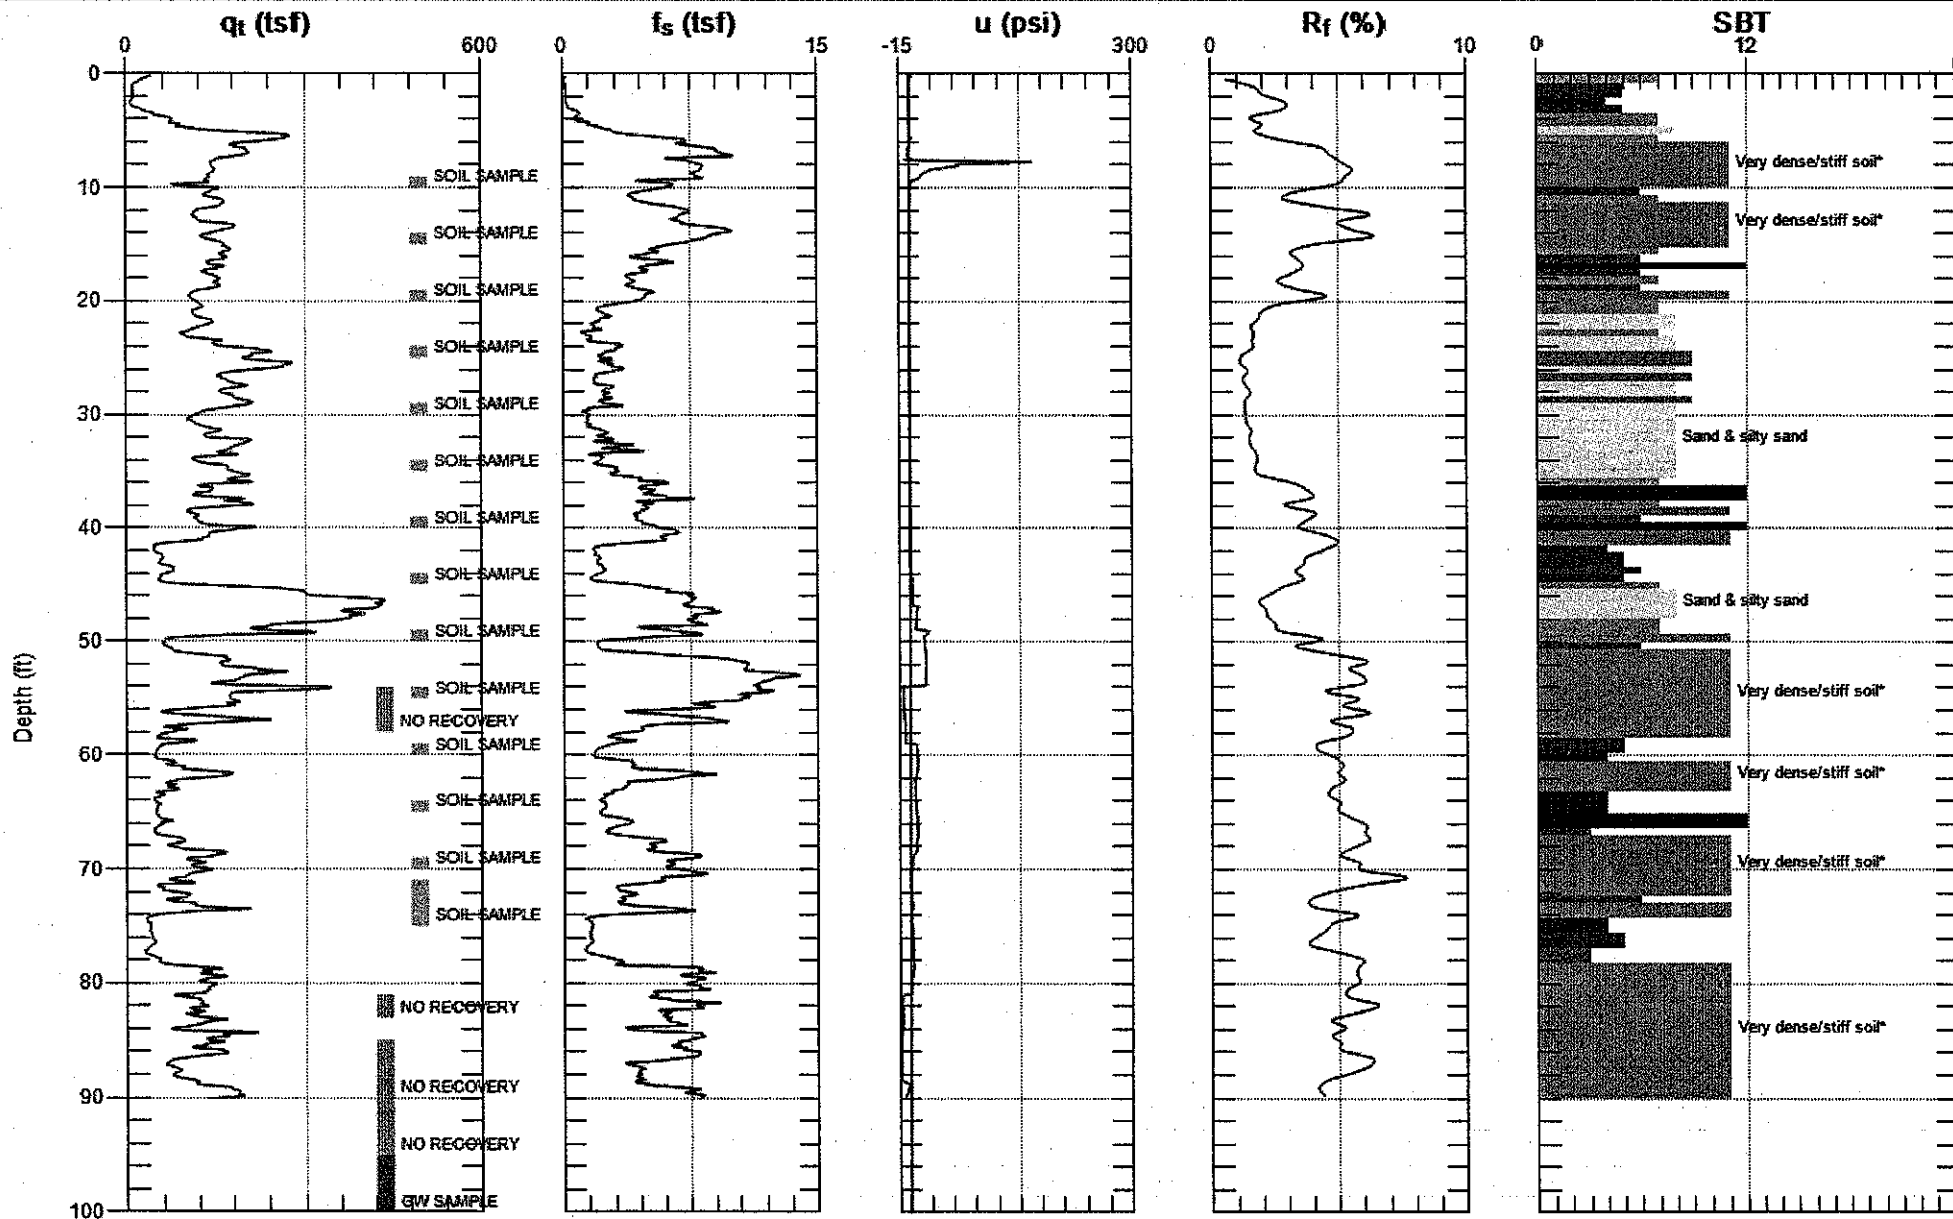 qt (tsf) fs (tsf) u (psi) Rf (%) SBT
0 600 0 15 -15 300 0 10 0 12
0
Very dense/stiff soil*
10 SOIL SAMPLE
Very dense/stiff soil*
SOIL SAMPLE
20 SOIL SAMPLE
SOIL SAMPLE
SOIL SAMPLE
30
Sand & silty sand
SOIL SAMPLE
SOIL SAMPLE
40
SOIL SAMPLE
Sand & silty sand
SOIL SAMPLE
50
Depth (ft)
SOIL SAMPLE Very dense/stiff soil*
NO RECOVERY
SOIL SAMPLE
60
Very dense/stiff soil*
SOIL SAMPLE
SOIL SAMPLE Very dense/stiff soil*
70
SOIL SAMPLE
80
NO RECOVERY
Very dense/stiff soil*
NO RECOVERY
90
NO RECOVERY
GW SAMPLE
100